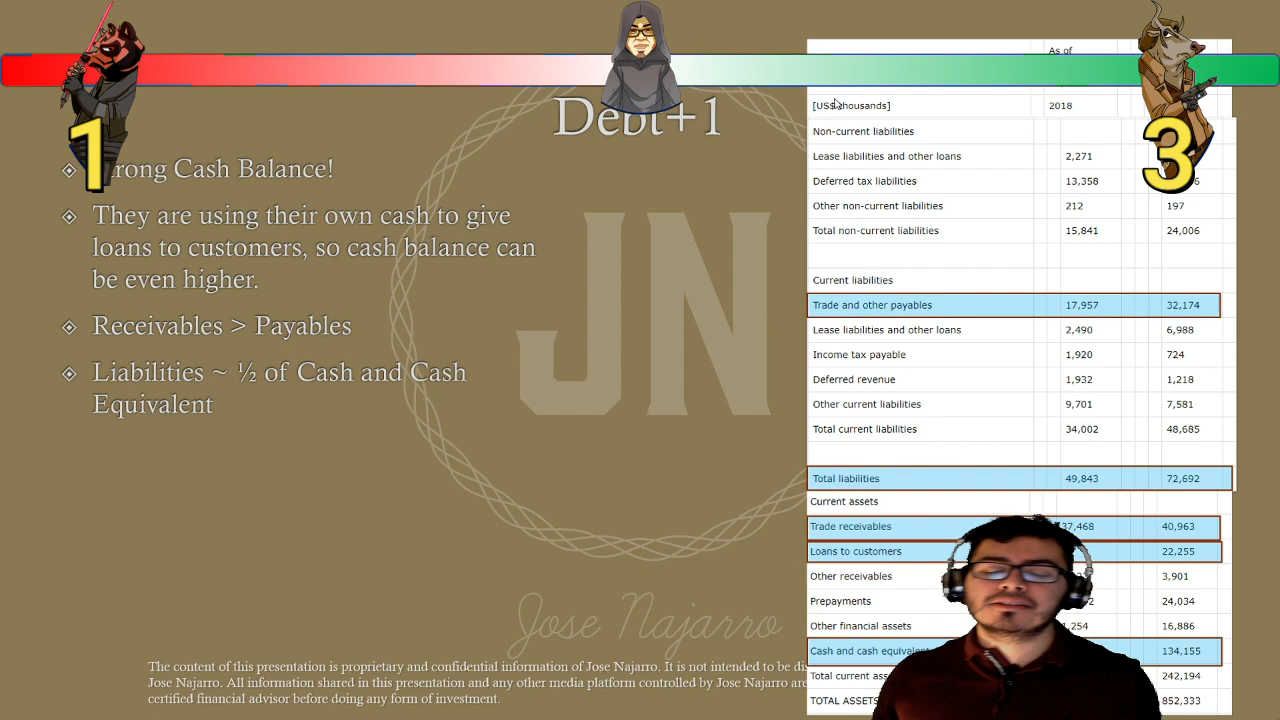 As of
1
3
Debt+1
[US$ thousands] 2018
Cash Balance!
They are using their own cash to give
loans to customers, so cash balance can
be even higher.
Receivables > Payables
Liabilities ~ ½ of Cash and Cash
Equivalent
JN
Jose Najarro
Non-current liabilities
Lease liabilities and other loans 2,271
Deferred tax liabilities 13,358
Other non-current liabilities 212 197
Total non-current liabilities 15,841 24,006
Current liabilities
Trade and other payables 17,957 32,174
Lease liabilities and other loans 2,490 6,988
Income tax payable 1,920 724
Deferred revenue 1,932 1,218
Other current liabilities 9,701 7,581
Total current liabilities 34,002 48,685
Total liabilities 49,843 72,692
Current assets
Trade receivables 37,468 40,963
Loans to customers 22,255
Other receivables 3,901
Prepayments 24,034
Other financial assets 16,886
Cash and cash 134,155
Total current 242,194
TOTAL ASSETS 852,333
The content of this presentation is proprietary and confidential information of Jose Najarro. It is not intended to be
Jose Najarro. All information shared in this presentation and any other media platform controlled by Jose Najarro are
certified financial advisor before doing any form of investment.